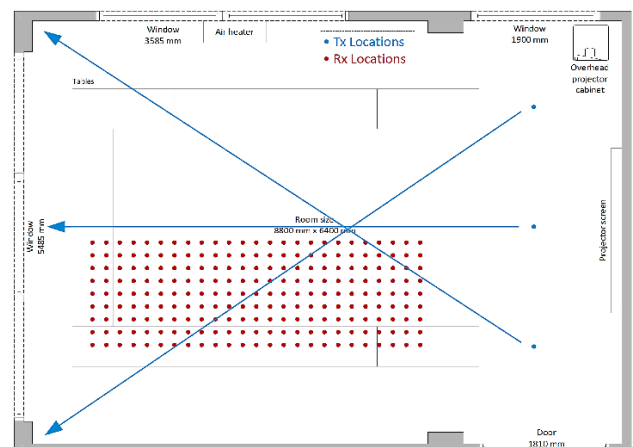 Window
3585 mm
Air heater
Tx Locations
Rx Locations
Window
1900 mm
Overhead
projector
cabinet
Tables
Room size
8800 mm x 6400 mm
Window
5485 mm
Projector screen
Door
1810 mm